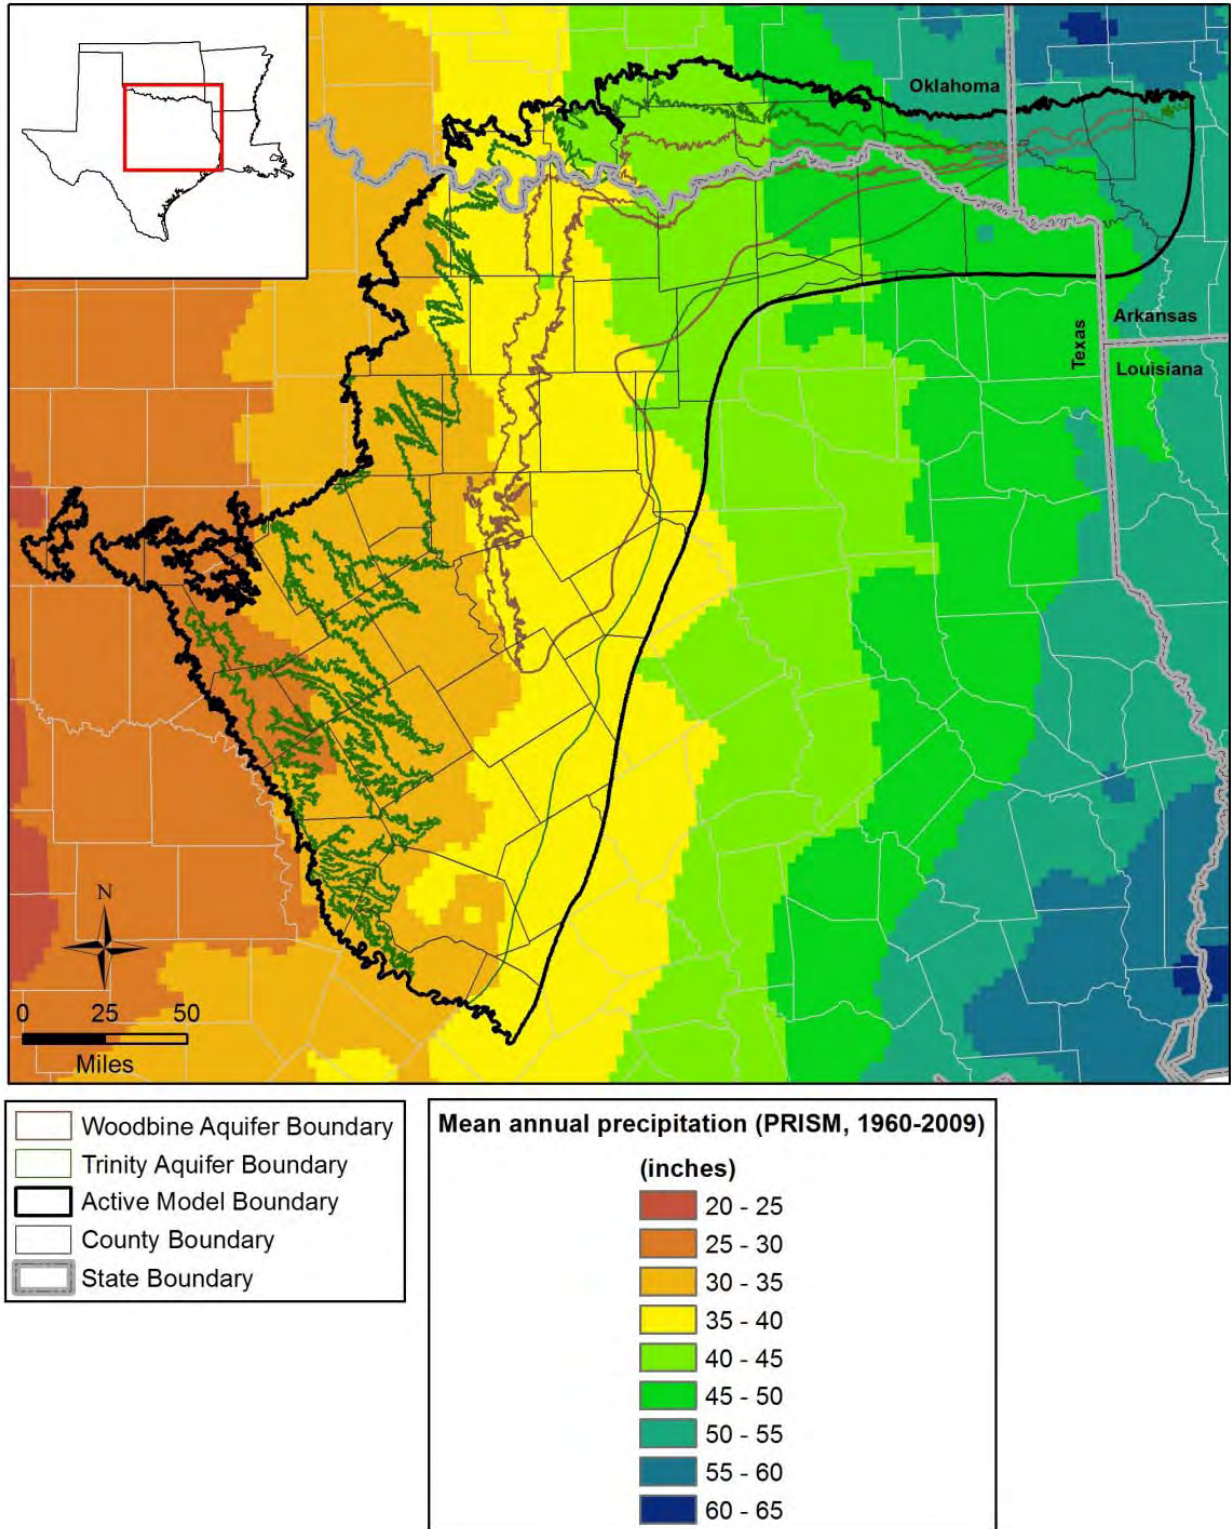 Oklahoma
Texas
Arkansas
Louisiana
N
0 25 50
Miles
Woodbine Aquifer Boundary
Trinity Aquifer Boundary
Active Model Boundary
County Boundary
State Boundary
Mean annual precipitation (PRISM, 1960-2009)
(inches)
20 - 25
25 - 30
30 - 35
35 - 40
40 - 45
45 - 50
50 - 55
55 - 60
60 - 65